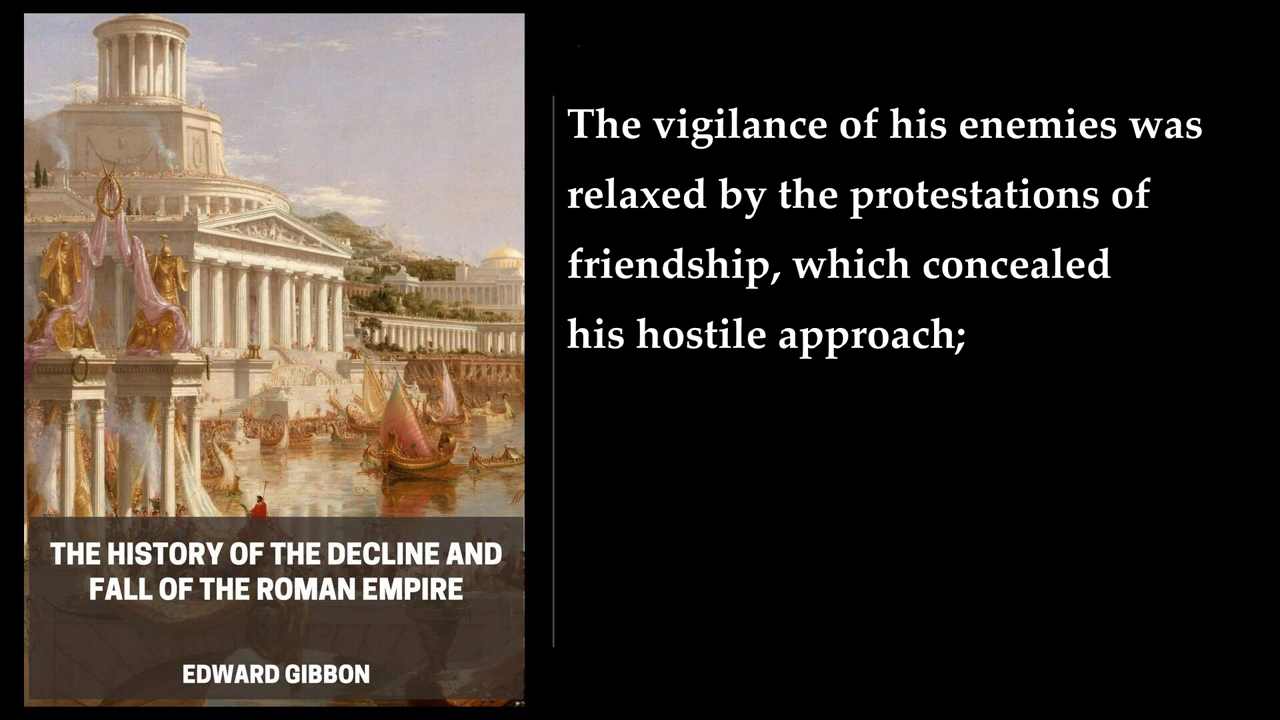 The vigilance of his enemies was
relaxed by the protestations of
friendship, which concealed
his hostile approach;
THE HISTORY OF THE DECLINE AND
FALL OF THE ROMAN EMPIRE
EDWARD GIBBON